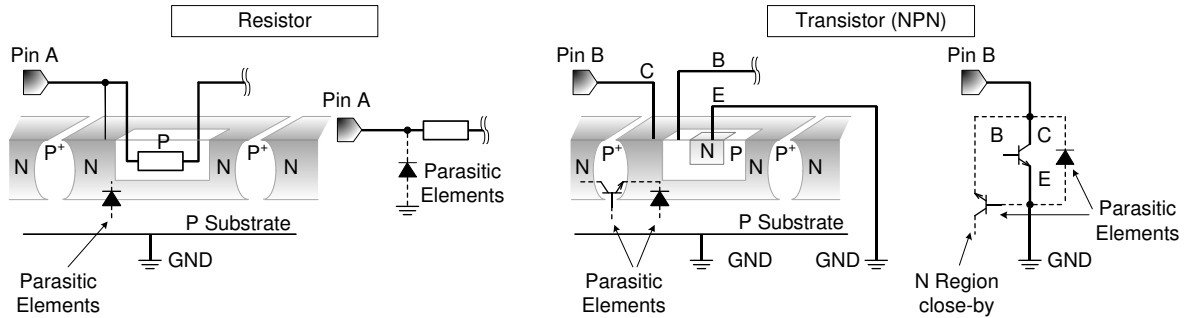 Resistor
Pin A
N
P+
N
P
N
P+
N
Parasitic
Elements
P Substrate
GND
Pin A
Parasitic
Elements
Transistor (NPN)
Pin B
C
B
E
N
P+
N
N
P
N
P+
N
P Substrate
GND
GND
Parasitic
Elements
Pin B
B
C
E
Parasitic
Elements
GND
N Region
close-by